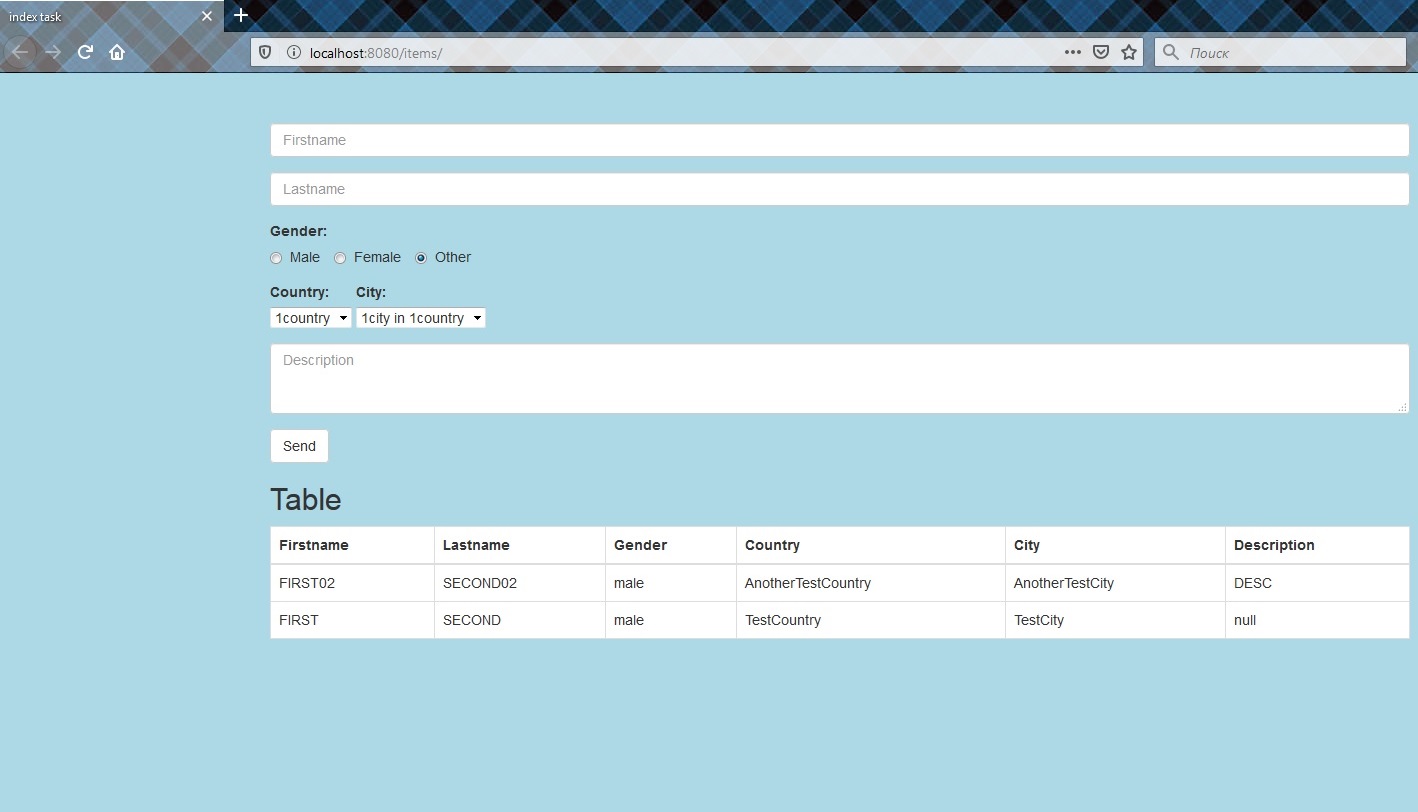 index task
localhost:8080/items/
Поиск
Firstname
Lastname
Gender:
Male Female Other
Country: City:
1country 1city in 1country
Description
Send
Table
Firstname Lastname Gender Country City Description
FIRST02 SECOND02 male AnotherTestCountry AnotherTestCity DESC
FIRST SECOND male TestCountry TestCity null